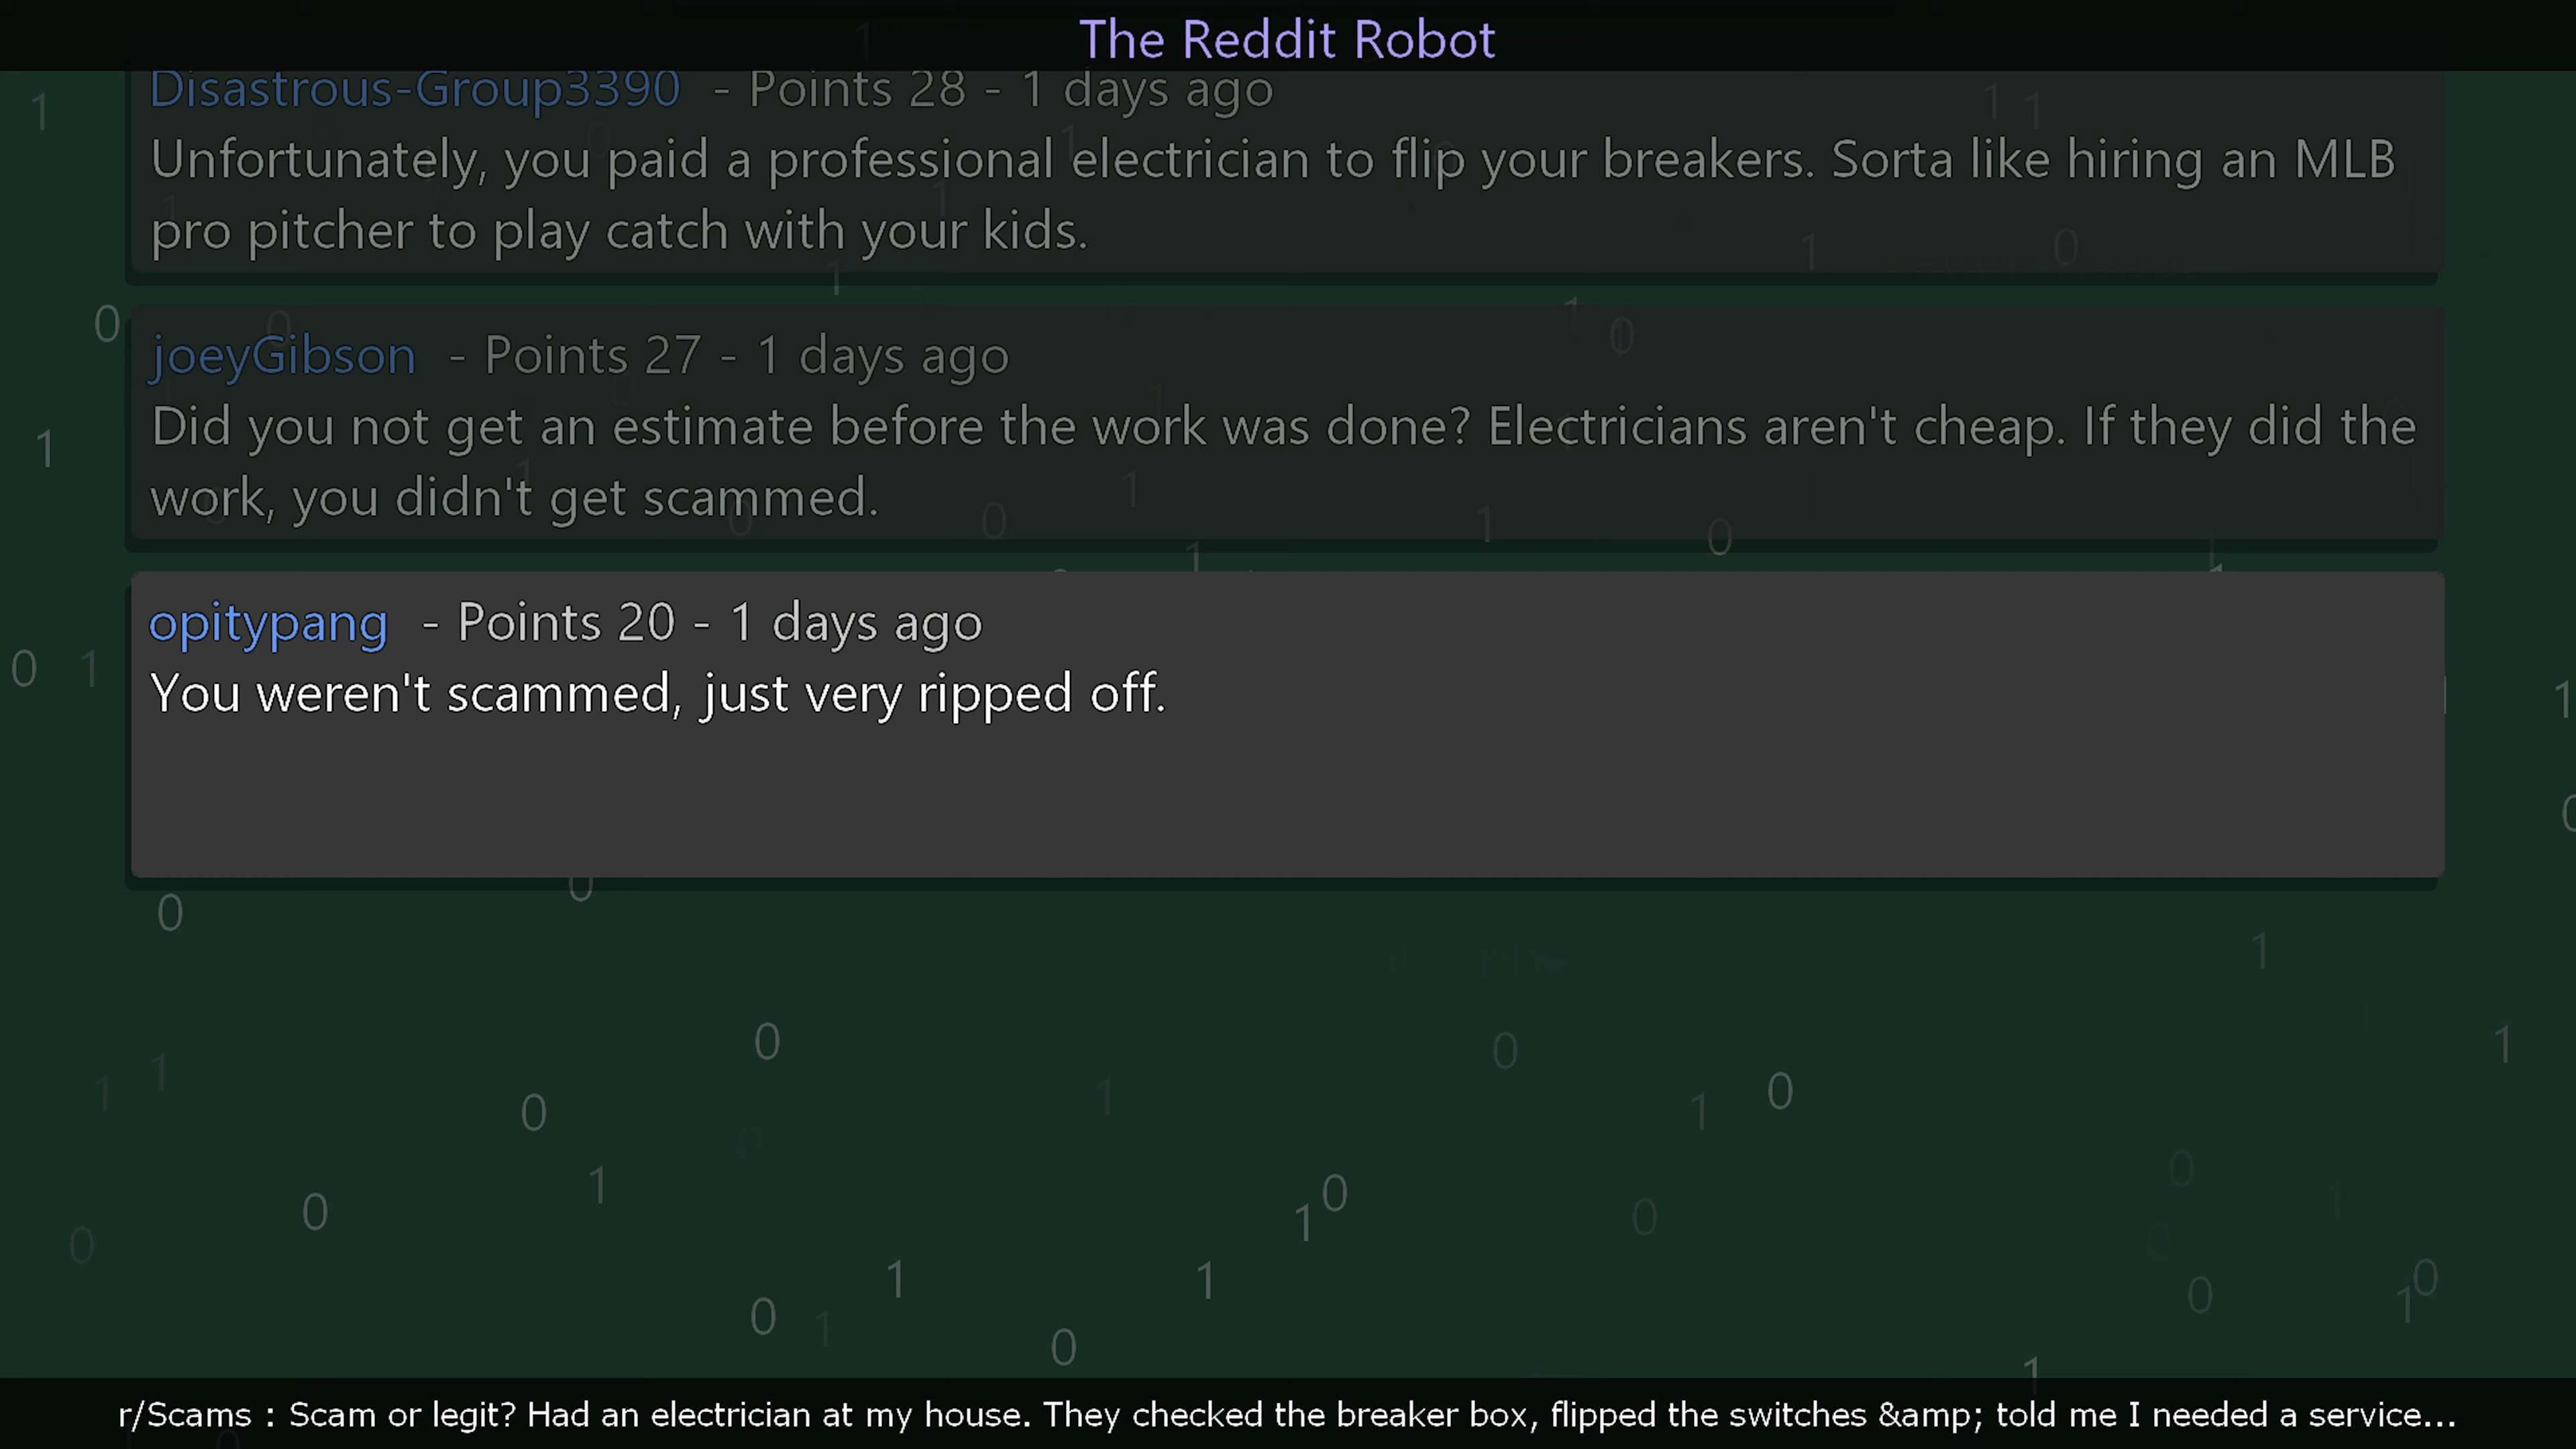 The Reddit Robot
Disastrous-Group3390 - Points 28 - 1 days ago
Unfortunately, you paid a professional electrician to flip your breakers. Sorta like hiring an MLB
pro pitcher to play catch with your kids.
joeyGibson - Points 27 - 1 days ago
Did you not get an estimate before the work was done? Electricians aren't cheap. If they did the
work, you didn't get scammed.
opitypang - Points 20 - 1 days ago
You weren't scammed, just very ripped off.
r/Scams : Scam or legit? Had an electrician at my house. They checked the breaker box, flipped the switches &amp; told me I needed a service...